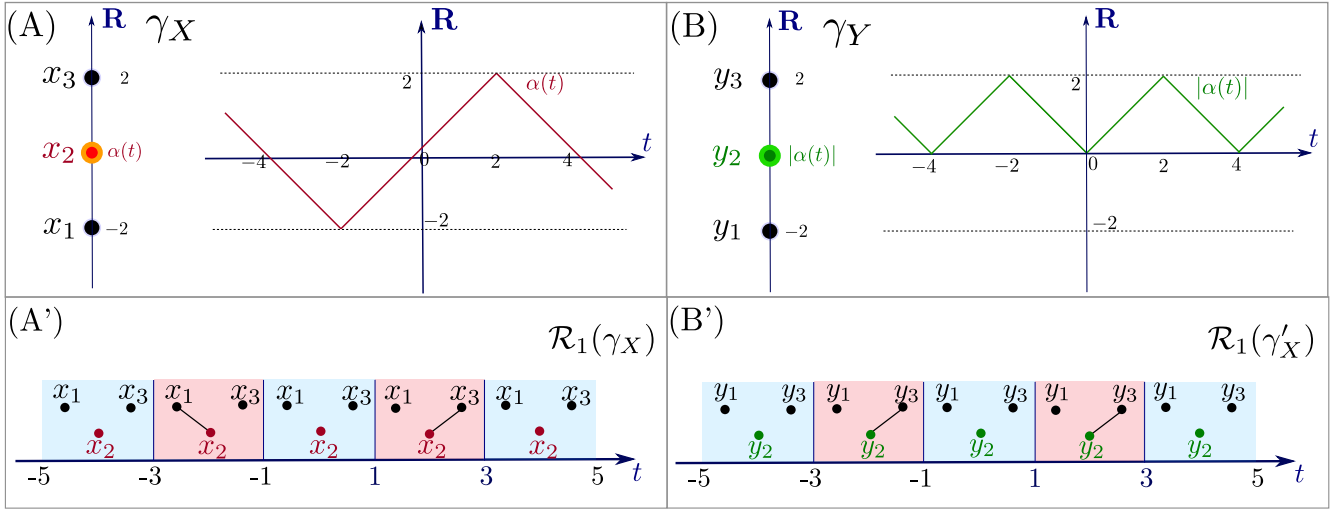 (A) R γ_X
x_3 2
x_2 α(t)
x_1 -2
R
2
α(t)
t
-4 -2 0 2 4
-2
(B) R γ_Y
y_3 2
y_2 |α(t)|
y_1 -2
R
2
|α(t)|
t
-4 -2 0 2 4
-2
(A')
ℛ_1(γ_X)
x_1 x_3 x_1 x_3 x_1 x_3 x_1 x_3 x_1 x_3
x_2 x_2 x_2 x_2 x_2
-5 -3 -1 1 3 5 t
(B')
ℛ_1(γ'_X)
y_1 y_3 y_1 y_3 y_1 y_3 y_1 y_3 y_1 y_3
y_2 y_2 y_2 y_2 y_2
-5 -3 -1 1 3 5 t